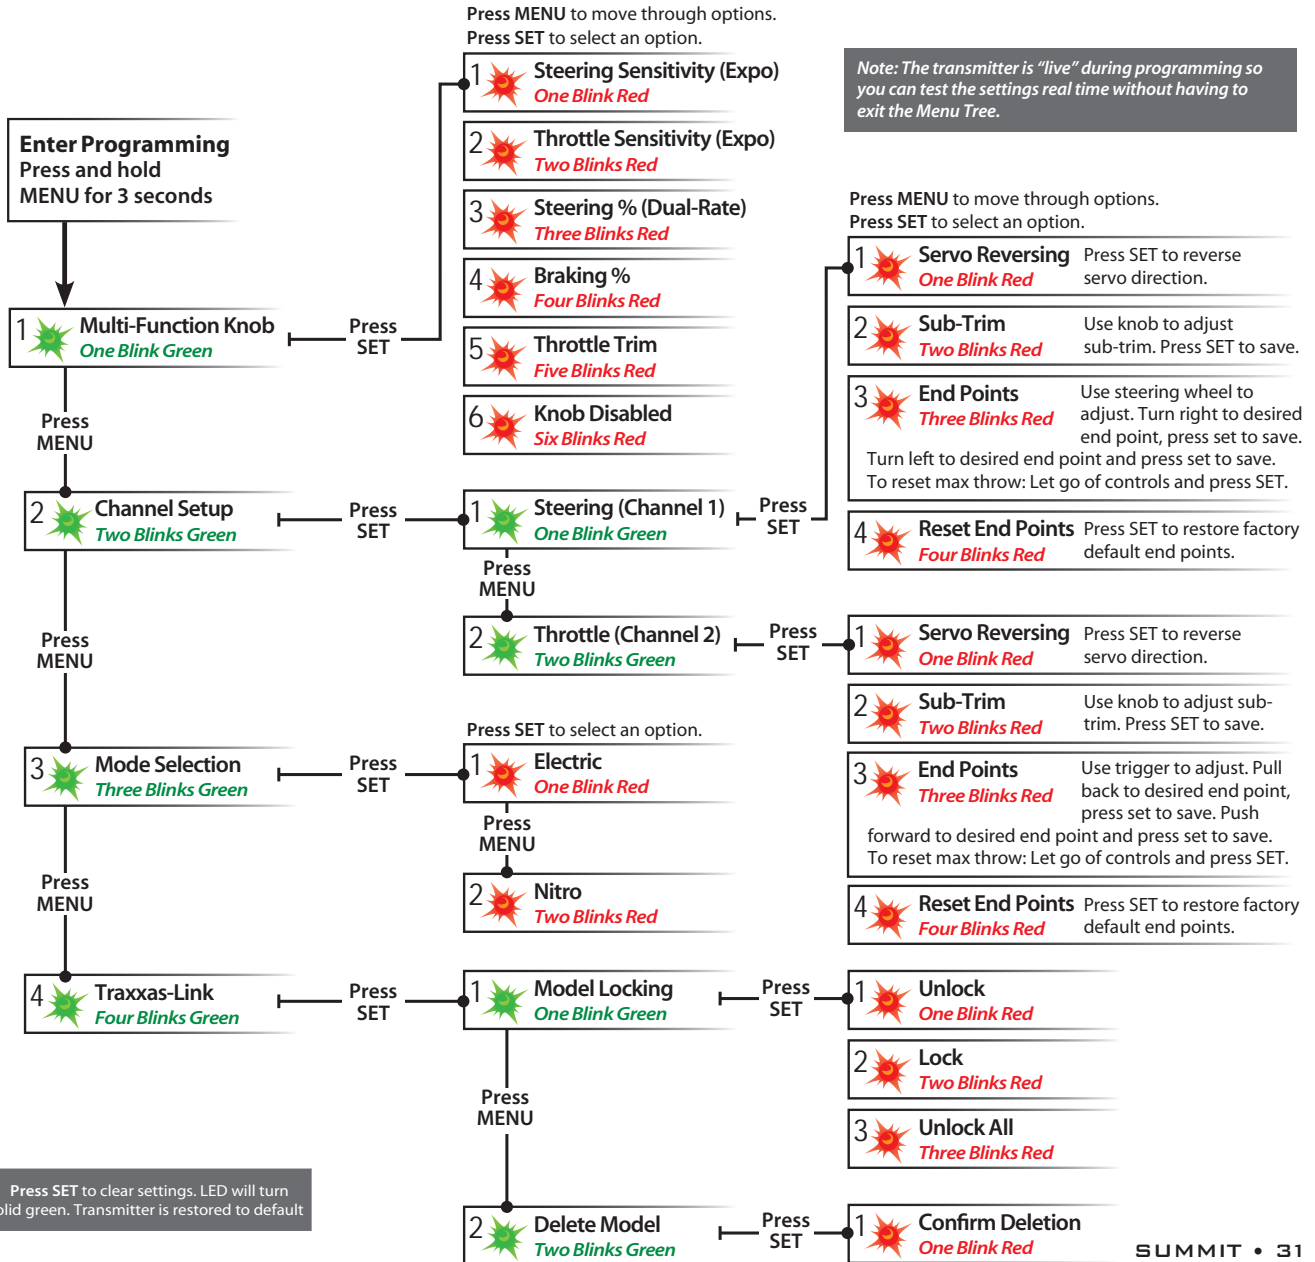 Press MENU to move through options.
Press SET to select an option.
1 Steering Sensitivity (Expo)
One Blink Red
2 Throttle Sensitivity (Expo)
Two Blinks Red
3 Steering % (Dual-Rate)
Three Blinks Red
4 Braking %
Four Blinks Red
5 Throttle Trim
Five Blinks Red
6 Knob Disabled
Six Blinks Red
Note: The transmitter is “live” during programming so
you can test the settings real time without having to
exit the Menu Tree.
Enter Programming
Press and hold
MENU for 3 seconds
1 Multi-Function Knob
One Blink Green
Press
SET
Press
MENU
2 Channel Setup
Two Blinks Green
Press
SET
1 Steering (Channel 1)
One Blink Green
Press
SET
Press
MENU
2 Throttle (Channel 2)
Two Blinks Green
Press
SET
Press MENU to move through options.
Press SET to select an option.
1 Servo Reversing
One Blink Red
Press SET to reverse
servo direction.
2 Sub-Trim
Two Blinks Red
Use knob to adjust
sub-trim. Press SET to save.
3 End Points
Three Blinks Red
Use steering wheel to
adjust. Turn right to desired
end point, press set to save.
Turn left to desired end point and press set to save.
To reset max throw: Let go of controls and press SET.
4 Reset End Points
Four Blinks Red
Press SET to restore factory
default end points.
1 Servo Reversing
One Blink Red
Press SET to reverse
servo direction.
2 Sub-Trim
Two Blinks Red
Use knob to adjust sub-
trim. Press SET to save.
3 End Points
Three Blinks Red
Use trigger to adjust. Pull
back to desired end point,
press set to save. Push
forward to desired end point and press set to save.
To reset max throw: Let go of controls and press SET.
4 Reset End Points
Four Blinks Red
Press SET to restore factory
default end points.
Press
MENU
3 Mode Selection
Three Blinks Green
Press
SET
Press SET to select an option.
1 Electric
One Blink Red
Press
MENU
2 Nitro
Two Blinks Red
Press
MENU
4 Traxxas-Link
Four Blinks Green
Press
SET
1 Model Locking
One Blink Green
Press
SET
1 Unlock
One Blink Red
2 Lock
Two Blinks Red
3 Unlock All
Three Blinks Red
Press
MENU
2 Delete Model
Two Blinks Green
Press
SET
1 Confirm Deletion
One Blink Red
Press SET to clear settings. LED will turn
green. Transmitter is restored to default
SUMMIT • 31